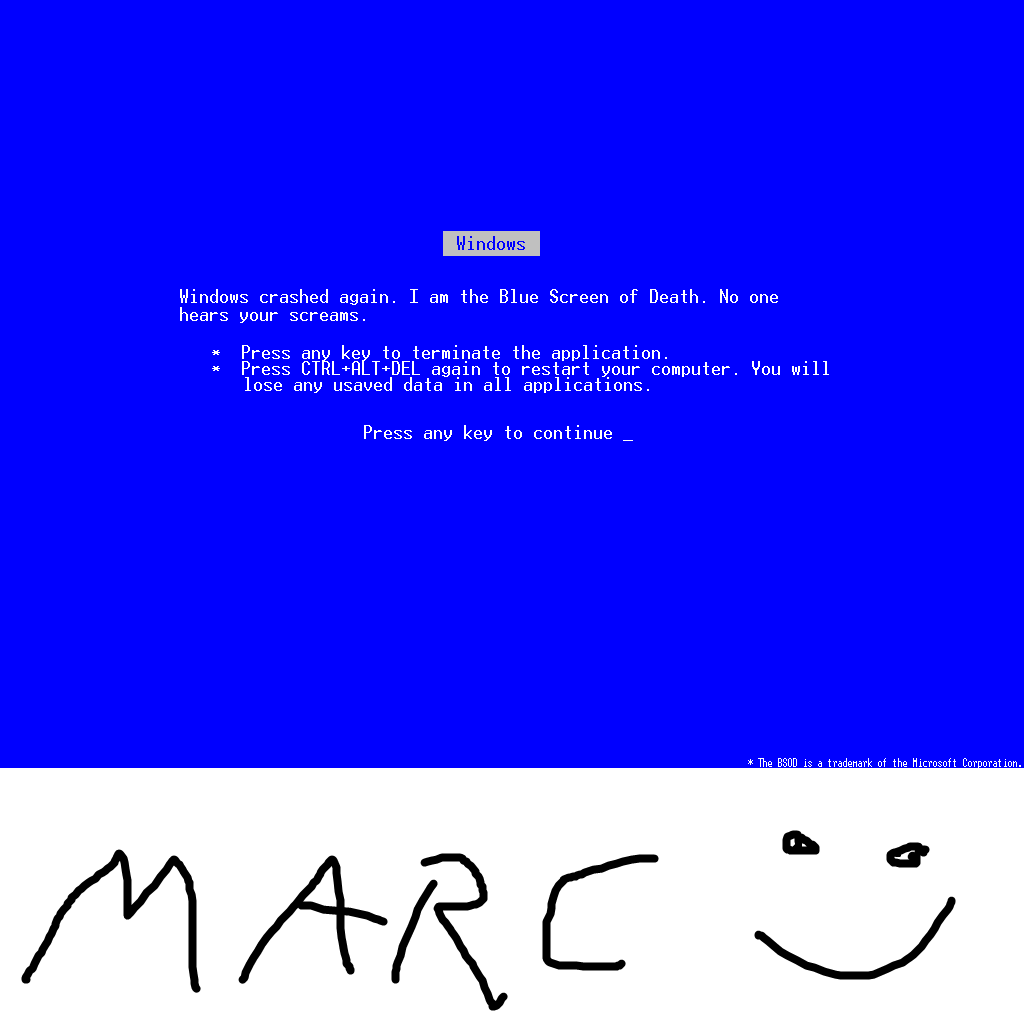 Windows
Windows crashed again. I am the Blue Screen of Death. No one
hears your screams.
* Press any key to terminate the application.
* Press CTRL+ALT+DEL again to restart your computer. You will
lose any usaved data in all applications.
Press any key to continue _
* The BSOD is a trademark of the Microsoft Corporation.
MARC